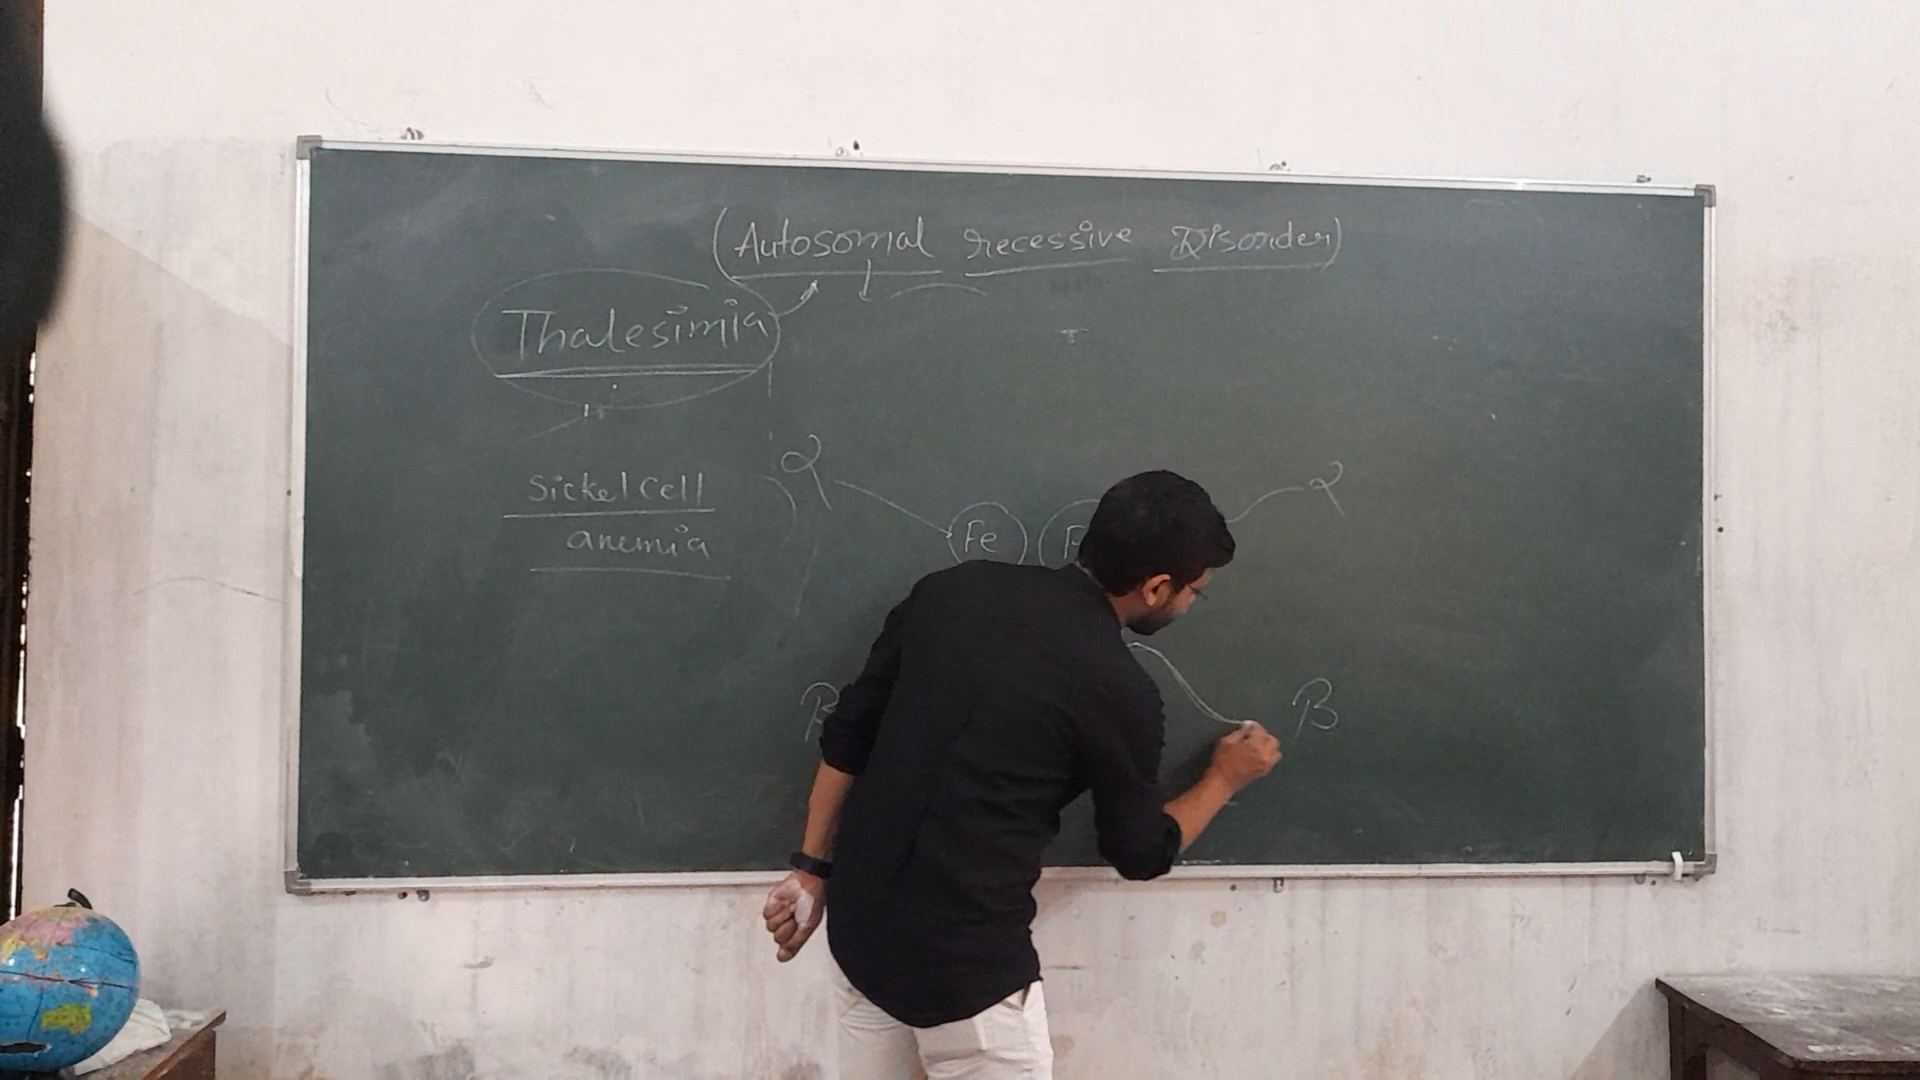 (Autosomal recessive Disorder)
Thalesimia
Sickel Cell
anemia
α
α
Fe
β
β